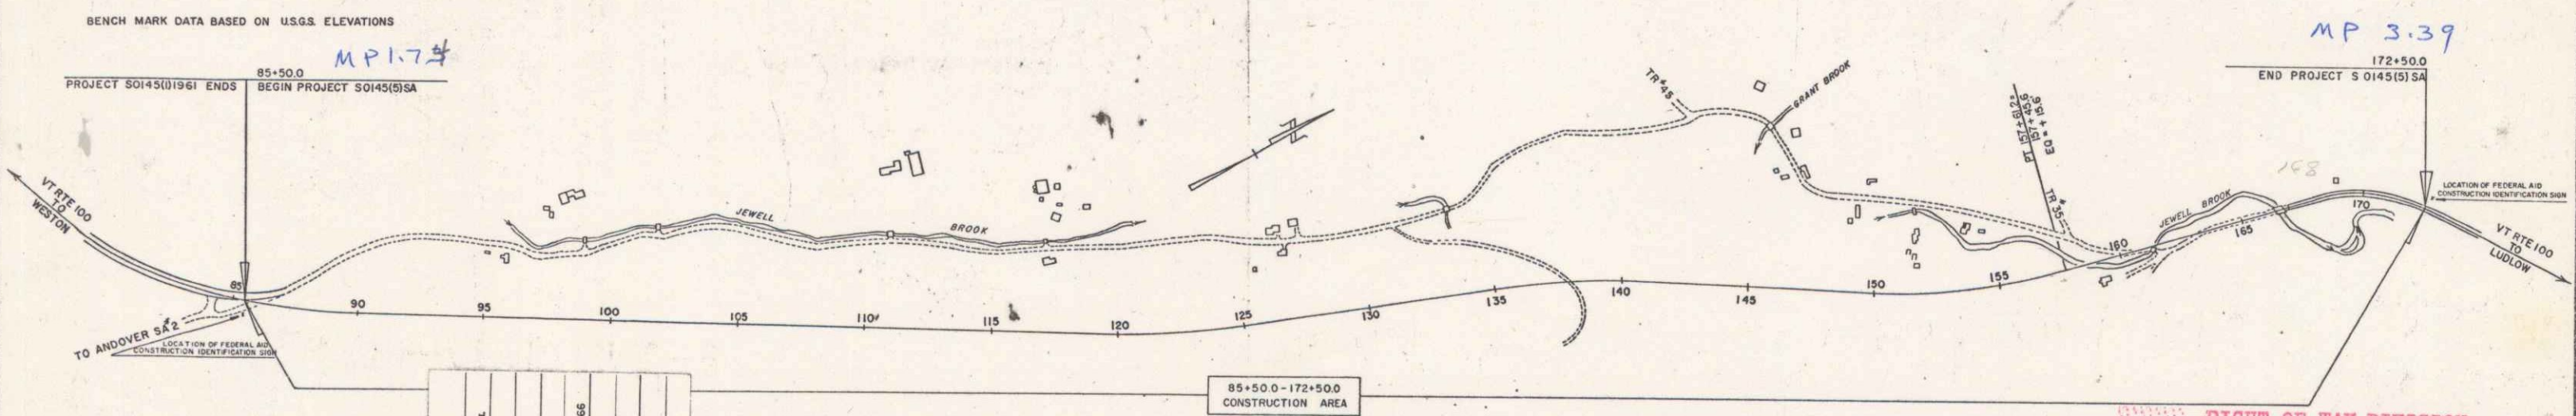 BENCH MARK DATA BASED ON U.S.G.S. ELEVATIONS
MP 1.74
85+50.0
PROJECT S0145(1)1961 ENDS
BEGIN PROJECT S0145(5)SA
MP 3.39
172+50.0
END PROJECT S 0145(5) SA
VT RTE 100
TO
WESTON
TO ANDOVER SA 2
LOCATION OF FEDERAL AID
CONSTRUCTION IDENTIFICATION SIGN
JEWELL BROOK
TR #45
GRANT BROOK
PT 157+61.2=
157+45.6
EQ = +15.6
TR 35
JEWELL BROOK
168
LOCATION OF FEDERAL AID
CONSTRUCTION IDENTIFICATION SIGN
VT RTE 100
TO
LUDLOW
85 90 95 100 105 110 115 120 125 130 135 140 145 150 155 160 165 170
85+50.0-172+50.0
CONSTRUCTION AREA
66
RIGHT OF WAY DIVISION